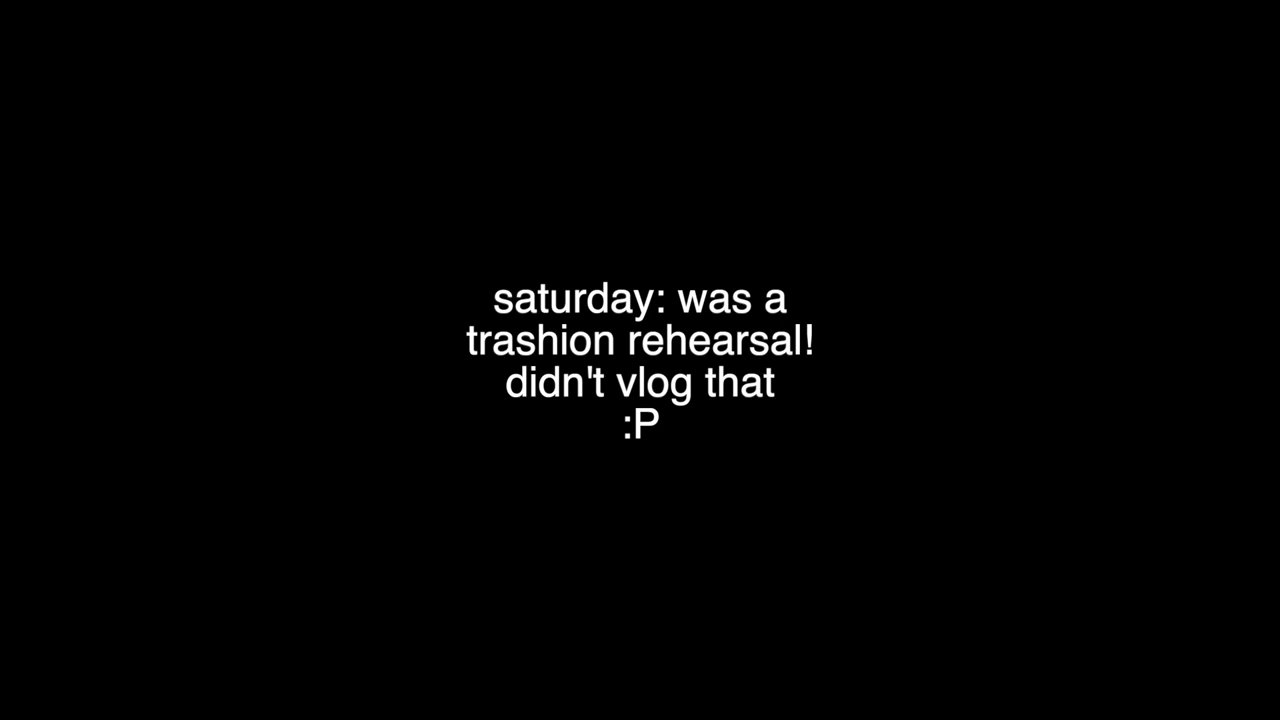 saturday: was a
trashion rehearsal!
didn't vlog that
:P